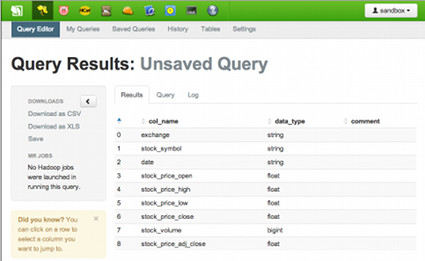 sandbox
Query Editor My Queries Saved Queries History Tables Settings
Query Results: Unsaved Query
DOWNLOADS
Download as CSV
Download as XLS
Save
MR JOBS
No Hadoop jobs
were launched in
running this query.
Did you know? You
can click on a row to
select a column you
want to jump to.
Results Query Log
col_name data_type comment
0 exchange string
1 stock_symbol string
2 date string
3 stock_price_open float
4 stock_price_high float
5 stock_price_low float
6 stock_price_close float
7 stock_volume bigint
8 stock_price_adj_close float